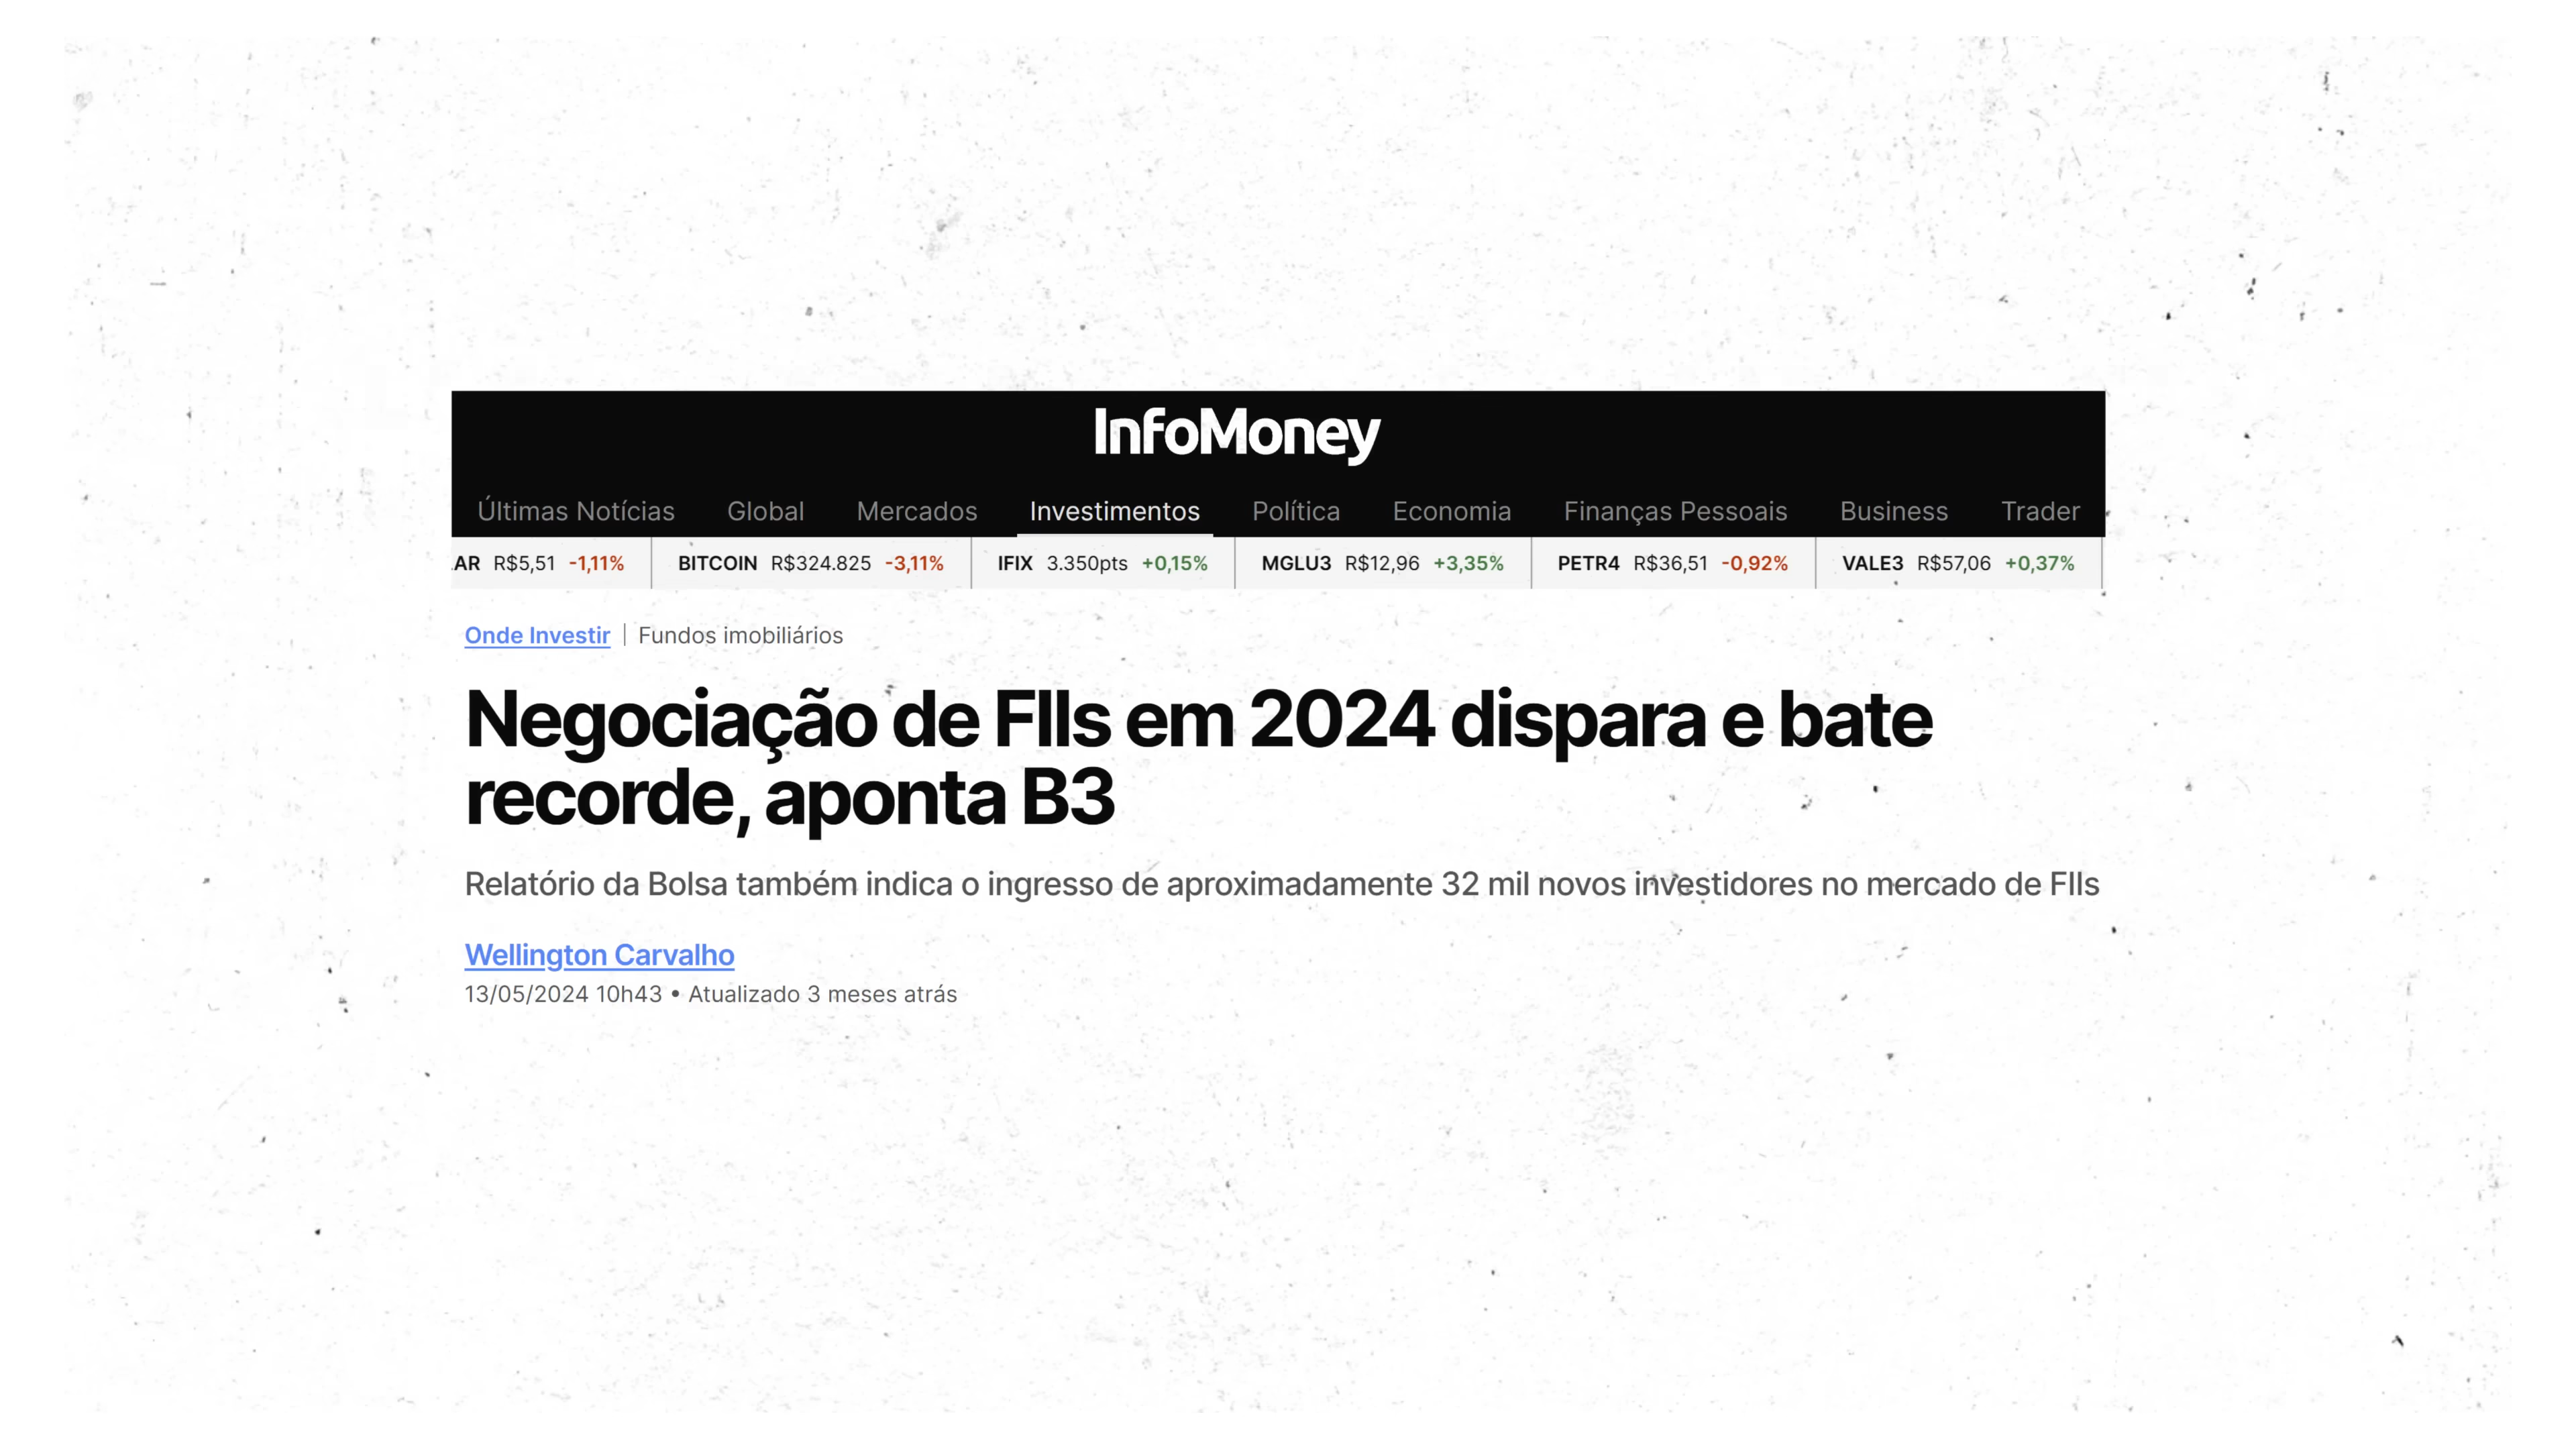 InfoMoney
Últimas Notícias Global Mercados Investimentos Política Economia Finanças Pessoais Business Trader
AR R$5,51 -1,11% BITCOIN R$324.825 -3,11% IFIX 3.350pts +0,15% MGLU3 R$12,96 +3,35% PETR4 R$36,51 -0,92% VALE3 R$57,06 +0,37%
Onde Investir | Fundos imobiliários
Negociação de FIIs em 2024 dispara e bate
recorde, aponta B3
Relatório da Bolsa também indica o ingresso de aproximadamente 32 mil novos investidores no mercado de FIIs
Wellington Carvalho
13/05/2024 10h43 • Atualizado 3 meses atrás